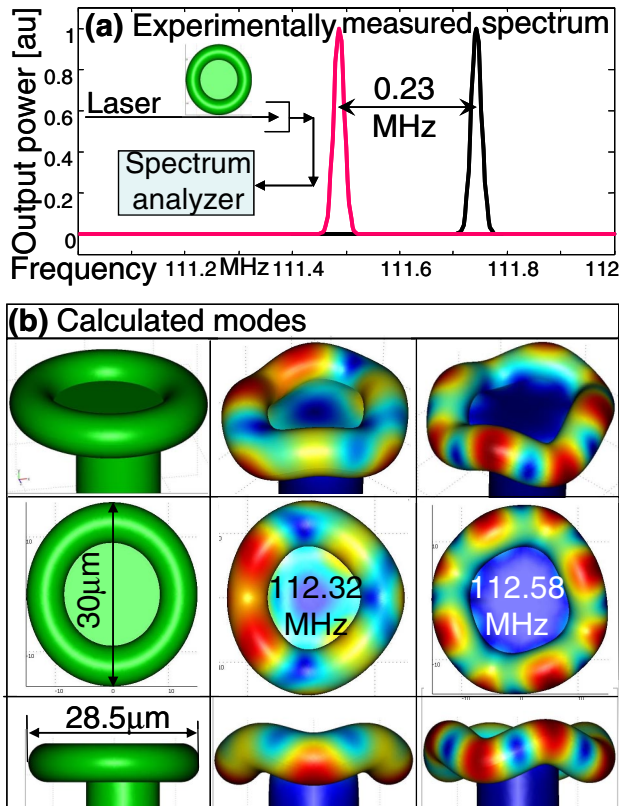 (a) Experimentally measured spectrum
Output power [au]
1
0.8
0.6
0.4
0.2
0
Laser
0.23
MHz
Spectrum
analyzer
Frequency 111.2 MHz 111.4 111.6 111.8 112
(b) Calculated modes
30μm
112.32
MHz
112.58
MHz
28.5μm